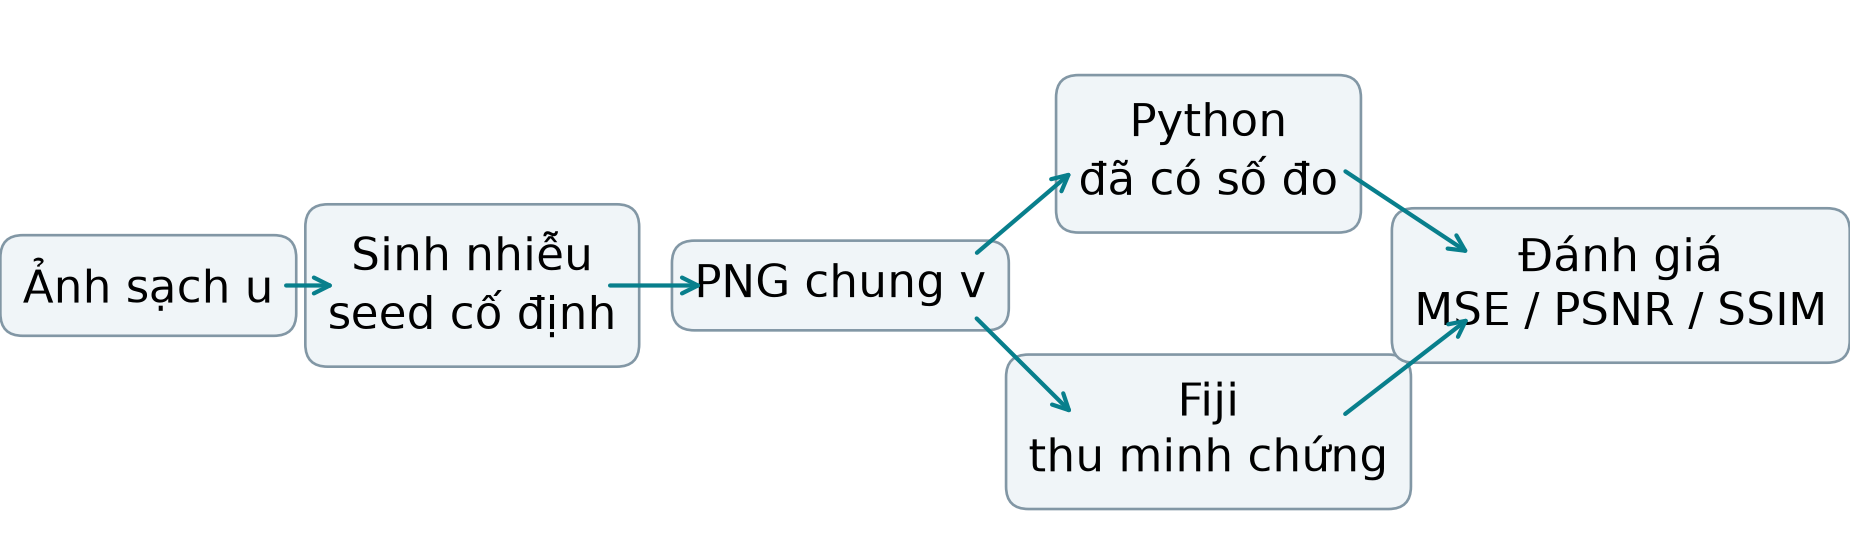 Ảnh sạch u
Sinh nhiễu
seed cố định
PNG chung v
Python
đã có số đo
Fiji
thu minh chứng
Đánh giá
MSE / PSNR / SSIM